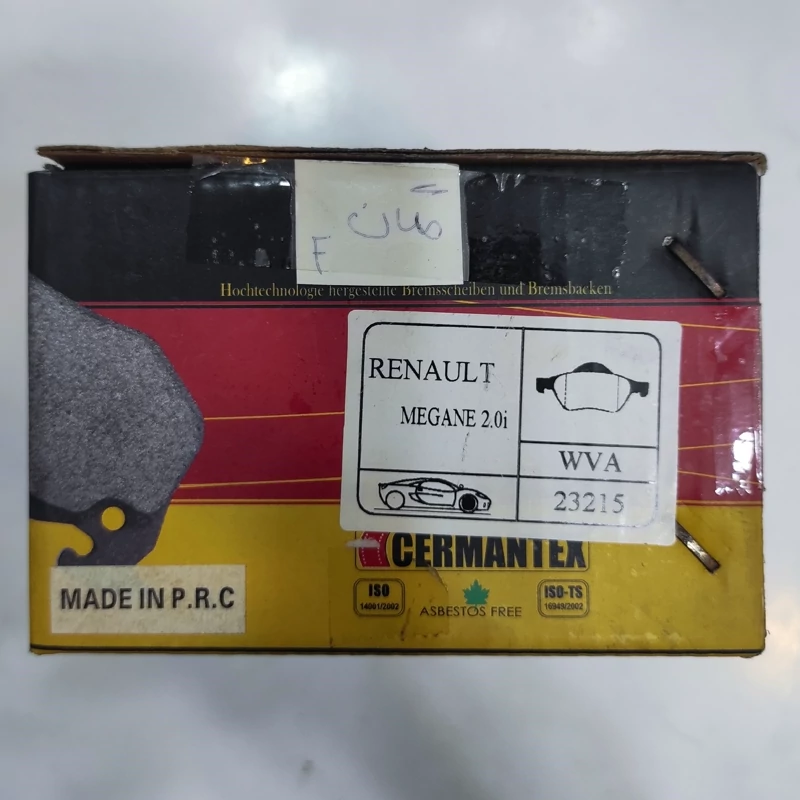 مگان
F
Hochtechnologie hergestellte Bremsscheiben und Bremsbacken
RENAULT
MEGANE 2.0i
WVA
23215
CERMANTEX
ISO
14001/2002
ASBESTOS FREE
ISO-TS
16949/2002
MADE IN P.R.C